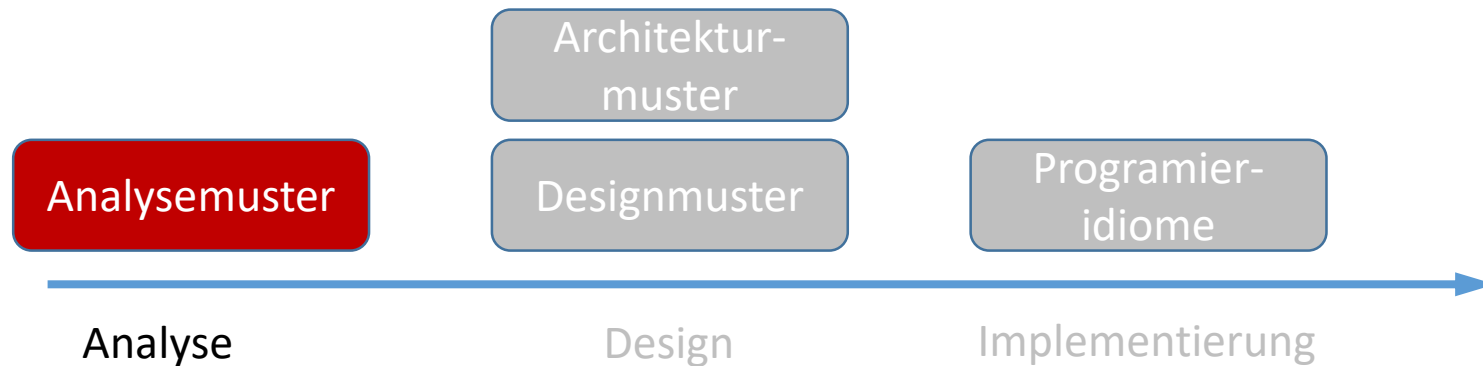 Architektur-
muster
Analysemuster
Designmuster
Programier-
idiome
Analyse
Design
Implementierung